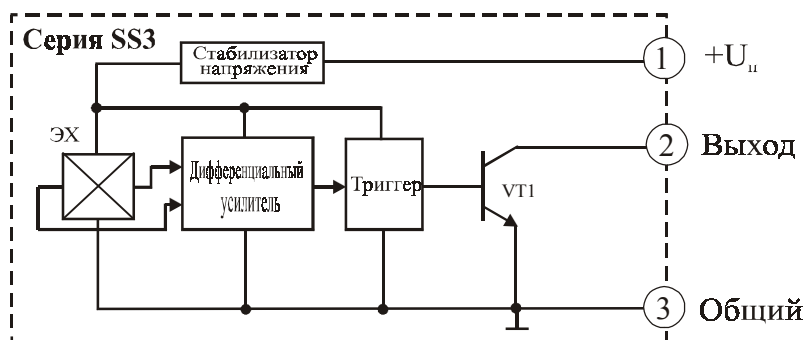 Серия SS3
Стабилизатор
напряжения
1
+Uп
ЭХ
2
Выход
Дифференциальный
усилитель
Триггер
VT1
3
Общий